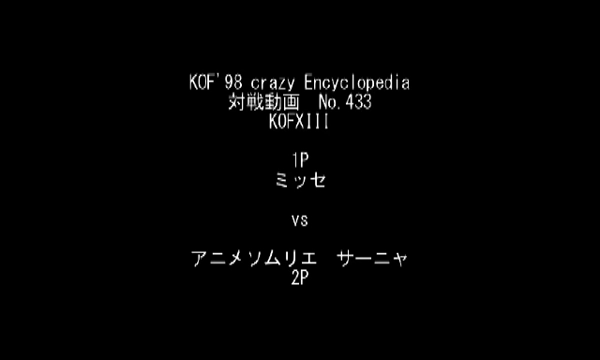 KOF'98 crazy Encyclopedia
対戦動画　No.433
KOFXIII
1P
ミッセ
vs
アニメソムリエ　サーニャ
2P